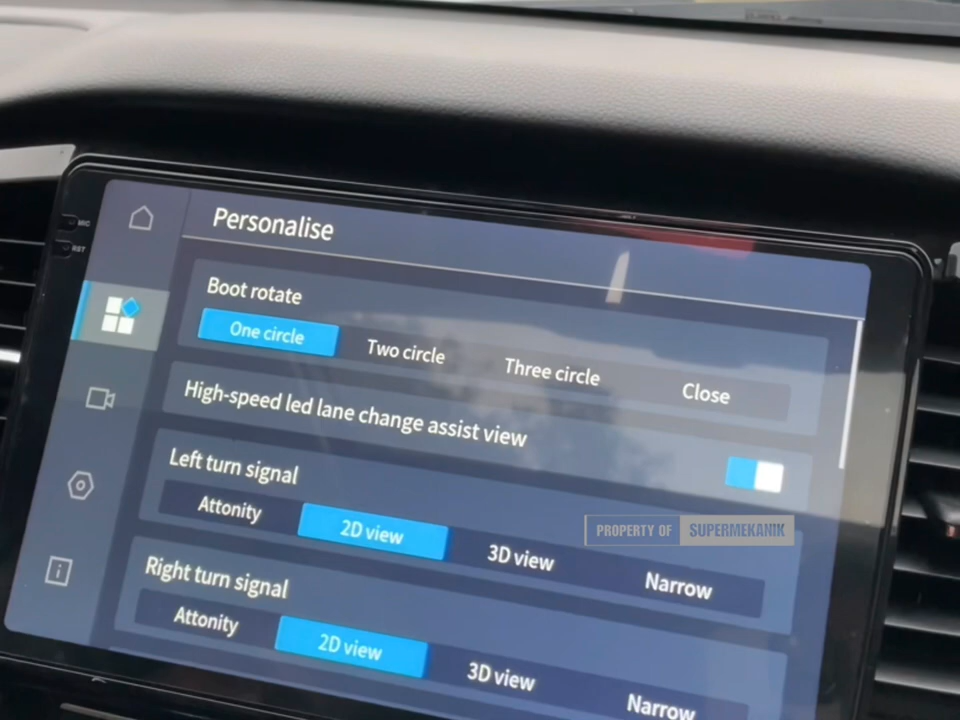 MIC
RST
Personalise
Boot rotate
One circle Two circle Three circle Close
High-speed led lane change assist view
Left turn signal
Attonity 2D view 3D view Narrow
PROPERTY OF SUPERMEKANIK
Right turn signal
Attonity 2D view 3D view Narrow